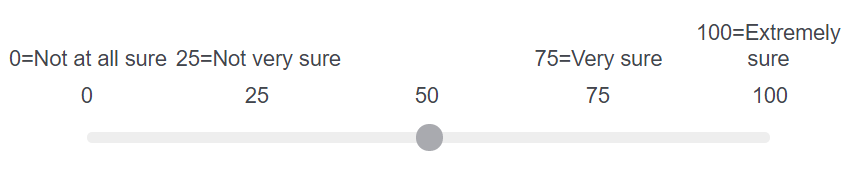 100=Extremely
0=Not at all sure 25=Not very sure 75=Very sure sure
0 25 50 75 100